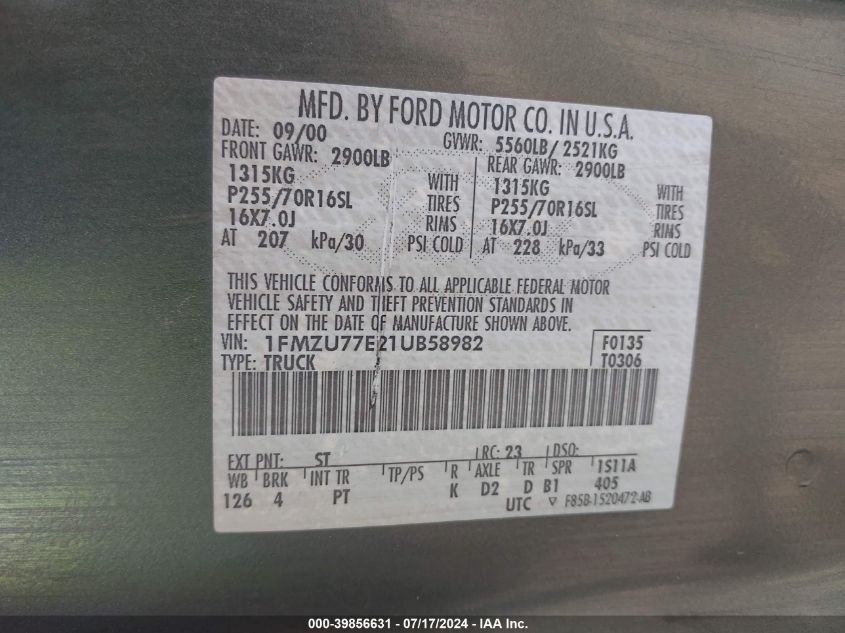 MFD. BY FORD MOTOR CO. IN U.S.A.
DATE: 09/00 GVWR: 5560LB/ 2521KG
FRONT GAWR: 2900LB REAR GAWR: 2900LB
1315KG WITH 1315KG WITH
P255/70R16SL TIRES P255/70R16SL TIRES
16X7.0J RIMS 16X7.0J RIMS
AT 207 kPa/30 PSI COLD AT 228 kPa/33 PSI COLD
THIS VEHICLE CONFORMS TO ALL APPLICABLE FEDERAL MOTOR
VEHICLE SAFETY AND THEFT PREVENTION STANDARDS IN
EFFECT ON THE DATE OF MANUFACTURE SHOWN ABOVE.
VIN: 1FMZU77E21UB58982 F0135
TYPE: TRUCK T0306
EXT PNT: ST RC: 23 DSO:
WB BRK INT TR TP/PS R AXLE TR SPR 1S11A
126 4 PT K D2 D B1 405
UTC ▽ F85B-1520472-AB
000-39856631 - 07/17/2024 - IAA Inc.